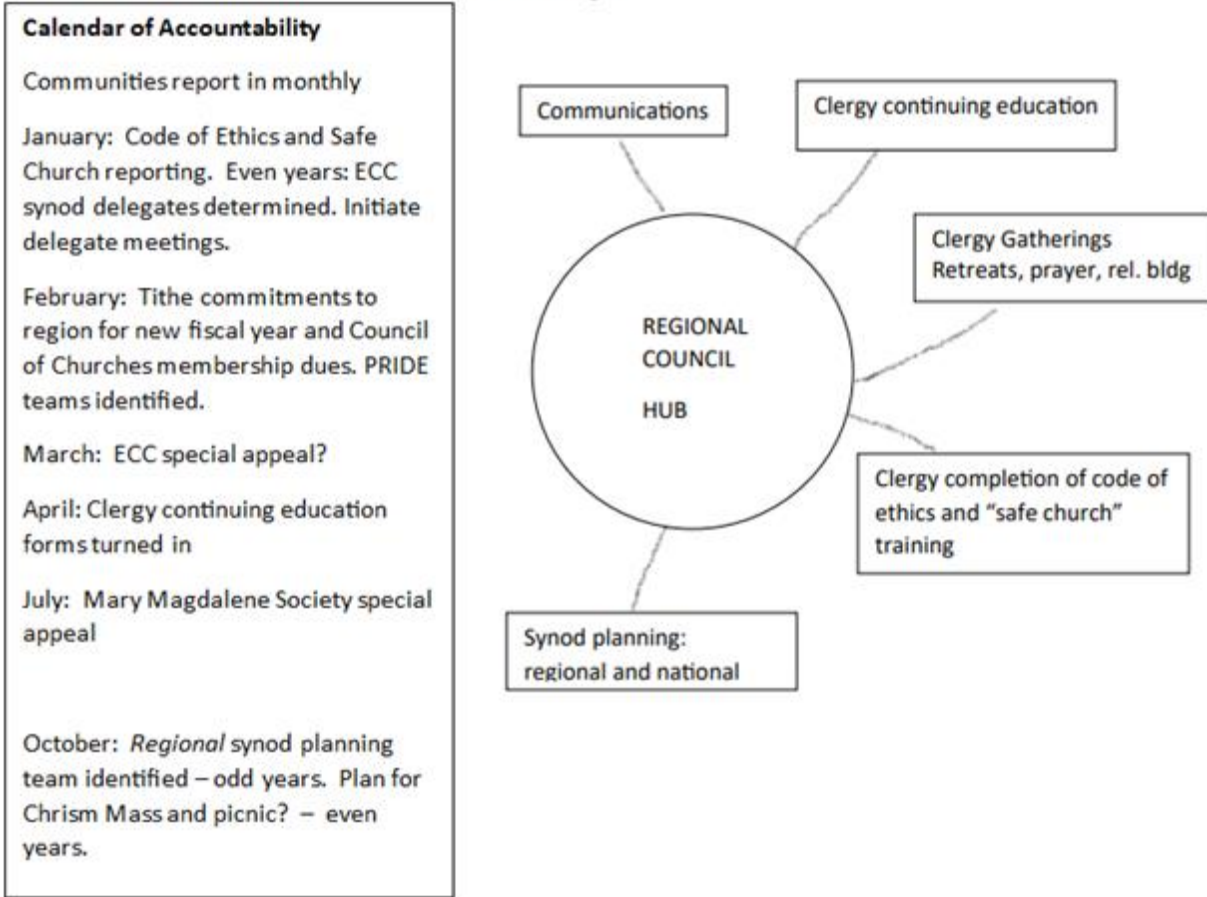 Calendar of Accountability
Communities report in monthly
January: Code of Ethics and Safe
Church reporting. Even years: ECC
synod delegates determined. Initiate
delegate meetings.
February: Tithe commitments to
region for new fiscal year and Council
of Churches membership dues. PRIDE
teams identified.
March: ECC special appeal?
April: Clergy continuing education
forms turned in
July: Mary Magdalene Society special
appeal
October: Regional synod planning
team identified – odd years. Plan for
Chrism Mass and picnic? – even
years.
Communications
Clergy continuing education
Clergy Gatherings
Retreats, prayer, rel. bldg
REGIONAL
COUNCIL
HUB
Clergy completion of code of
ethics and “safe church”
training
Synod planning:
regional and national